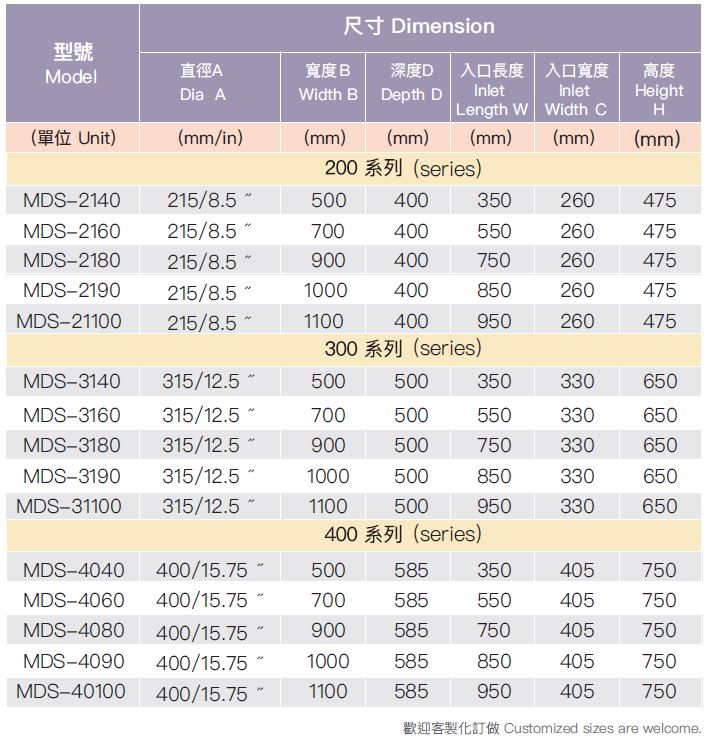 型號
Model
尺寸 Dimension
直徑A
Dia A
寬度B
Width B
深度D
Depth D
入口長度
Inlet
Length W
入口寬度
Inlet
Width C
高度
Height
H
(單位 Unit) (mm/in) (mm) (mm) (mm) (mm) (mm)
200 系列 (series)
MDS-2140 215/8.5 ″ 500 400 350 260 475
MDS-2160 215/8.5 ″ 700 400 550 260 475
MDS-2180 215/8.5 ″ 900 400 750 260 475
MDS-2190 215/8.5 ″ 1000 400 850 260 475
MDS-21100 215/8.5 ″ 1100 400 950 260 475
300 系列 (series)
MDS-3140 315/12.5 ″ 500 500 350 330 650
MDS-3160 315/12.5 ″ 700 500 550 330 650
MDS-3180 315/12.5 ″ 900 500 750 330 650
MDS-3190 315/12.5 ″ 1000 500 850 330 650
MDS-31100 315/12.5 ″ 1100 500 950 330 650
400 系列 (series)
MDS-4040 400/15.75 ″ 500 585 350 405 750
MDS-4060 400/15.75 ″ 700 585 550 405 750
MDS-4080 400/15.75 ″ 900 585 750 405 750
MDS-4090 400/15.75 ″ 1000 585 850 405 750
MDS-40100 400/15.75 ″ 1100 585 950 405 750
歡迎客製化訂做 Customized sizes are welcome.